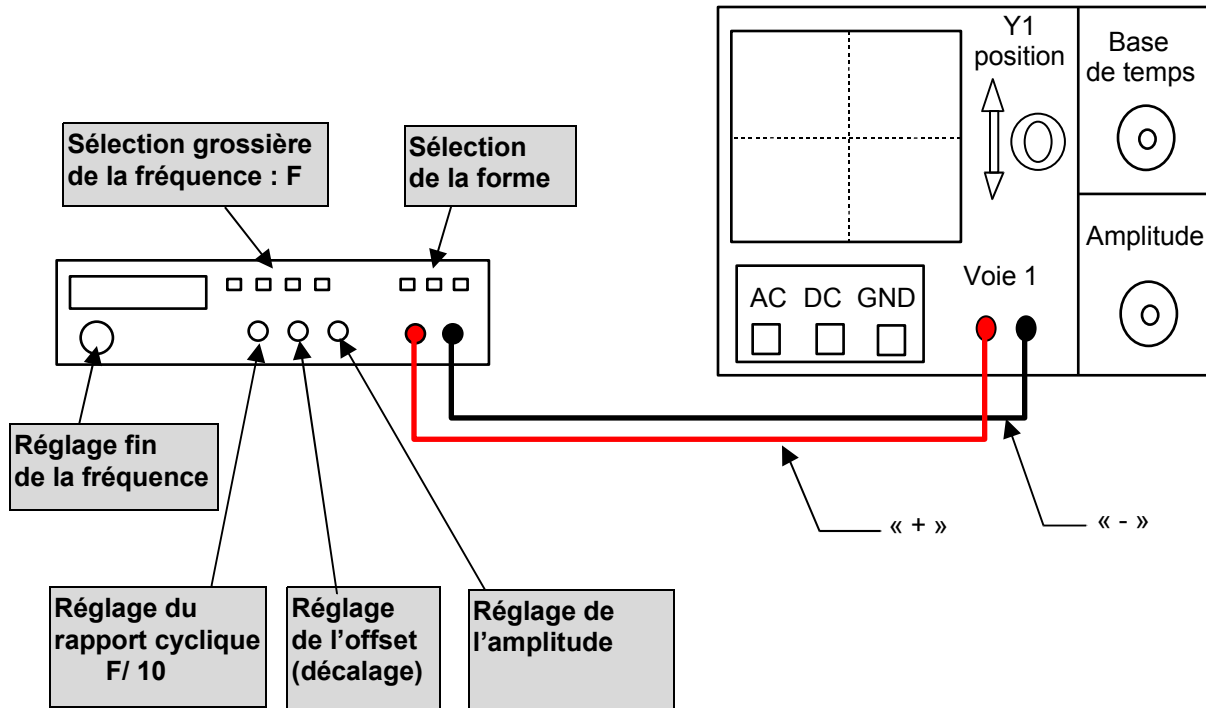 Y1
position
Base
de temps
Sélection grossière
de la fréquence : F
Sélection
de la forme
Amplitude
Voie 1
AC DC GND
Réglage fin
de la fréquence
« + »
« - »
Réglage du
rapport cyclique
F/ 10
Réglage
de l’offset
(décalage)
Réglage de
l’amplitude